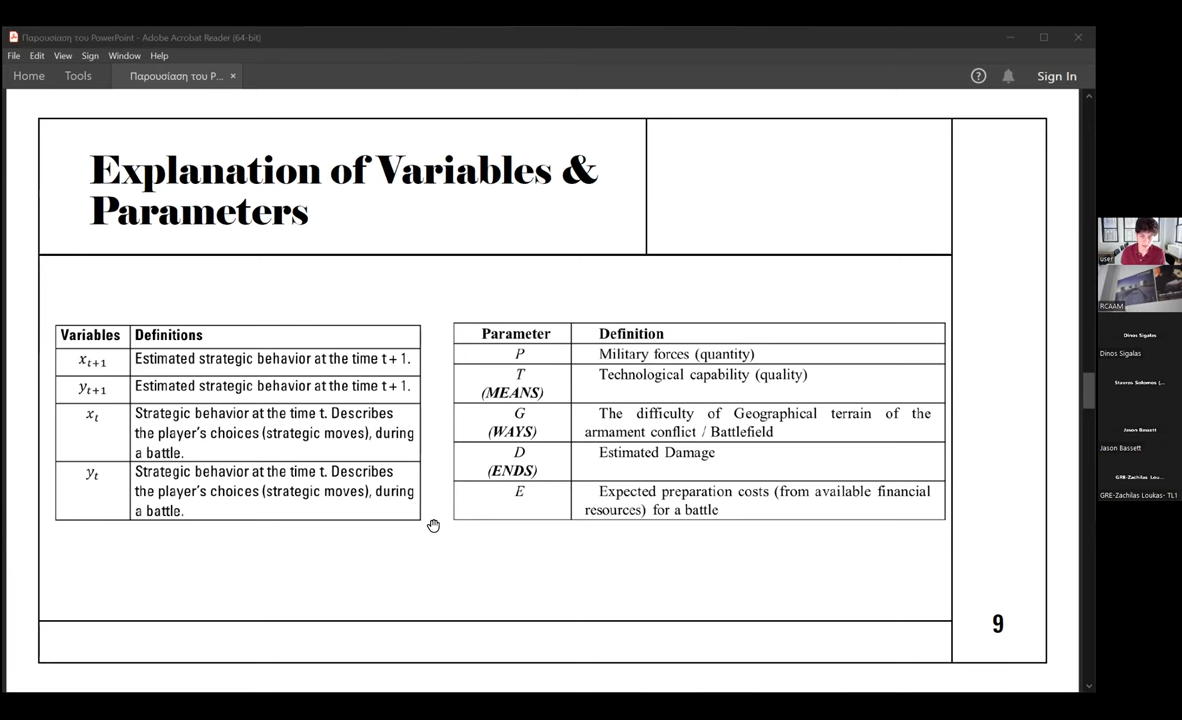 Παρουσίαση του PowerPoint - Adobe Acrobat Reader (64-bit)
File Edit View Sign Window Help
Home Tools Παρουσίαση του P... × Sign In
Explanation of Variables &
Parameters
Variables Definitions
xt+1 Estimated strategic behavior at the time t + 1.
yt+1 Estimated strategic behavior at the time t + 1.
xt Strategic behavior at the time t. Describes
the player's choices (strategic moves), during
a battle.
yt Strategic behavior at the time t. Describes
the player's choices (strategic moves), during
a battle.
Parameter Definition
P Military forces (quantity)
T Technological capability (quality)
(MEANS)
G The difficulty of Geographical terrain of the
(WAYS) armament conflict / Battlefield
D Estimated Damage
(ENDS)
E Expected preparation costs (from available financial
resources) for a battle
9
user
RCAAM
Dinos Sigalas
Dinos Sigalas
Stavros Solomos (...
Jason Bassett
Jason Bassett
GRE-Zachilas Lou...
GRE-Zachilas Loukas- TL1